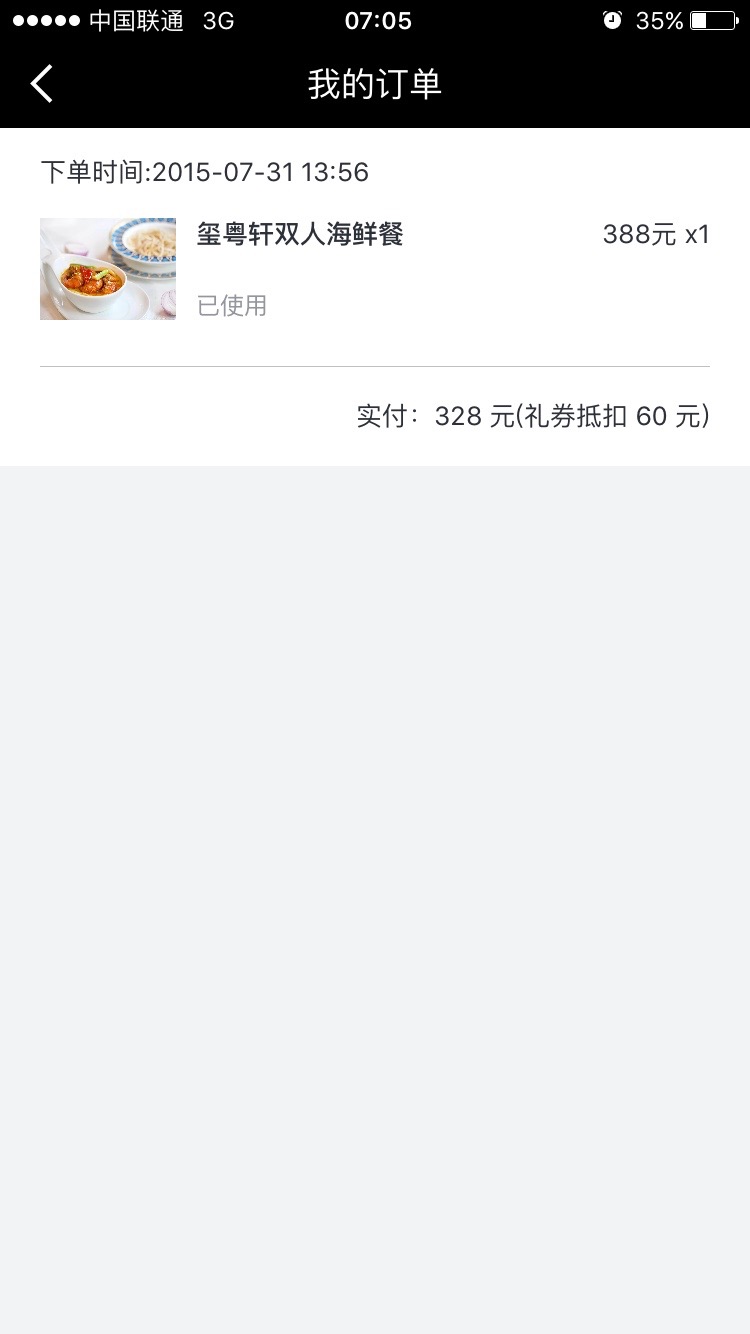 中国联通 3G 07:05 35%
我的订单
下单时间:2015-07-31 13:56
玺粤轩双人海鲜餐 388元 x1
已使用
实付：328 元(礼券抵扣 60 元)